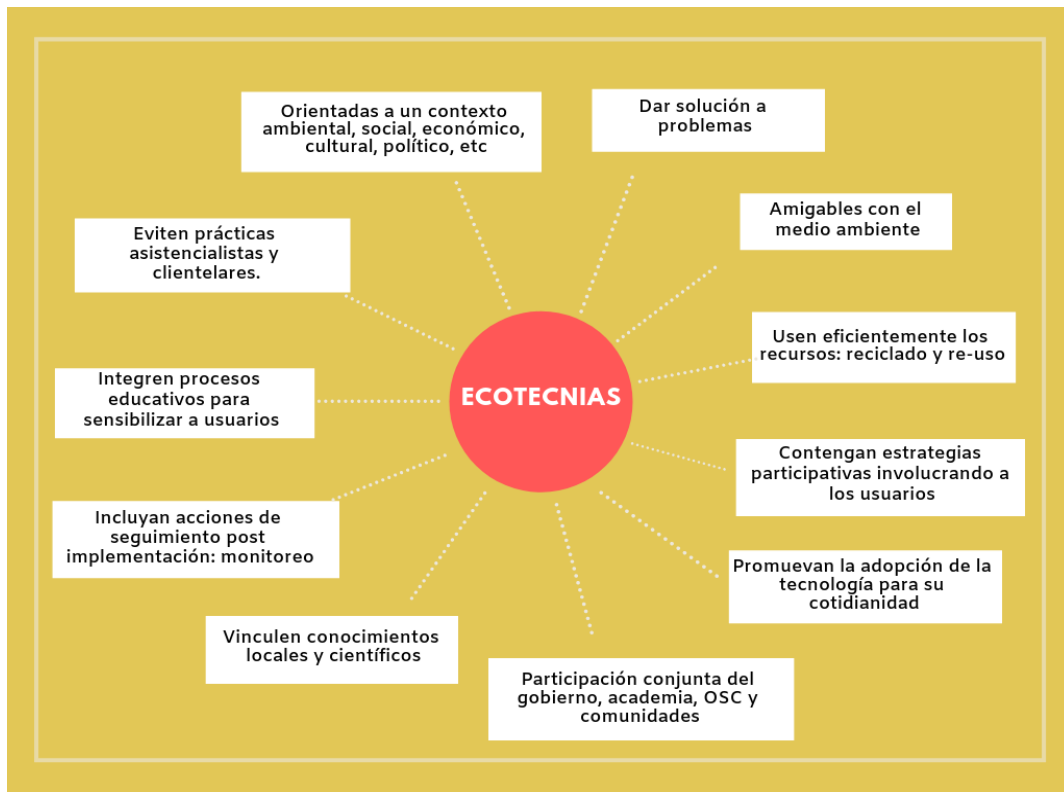 Orientadas a un contexto
ambiental, social, económico,
cultural, político, etc
Dar solución a
problemas
Amigables con el
medio ambiente
Eviten prácticas
asistencialistas y
clientelares.
Usen eficientemente los
recursos: reciclado y re-uso
Integren procesos
educativos para
sensibilizar a usuarios
ECOTECNIAS
Contengan estrategias
participativas involucrando a
los usuarios
Incluyan acciones de
seguimiento post
implementación: monitoreo
Promuevan la adopción de la
tecnología para su
cotidianidad
Vinculen conocimientos
locales y científicos
Participación conjunta del
gobierno, academia, OSC y
comunidades